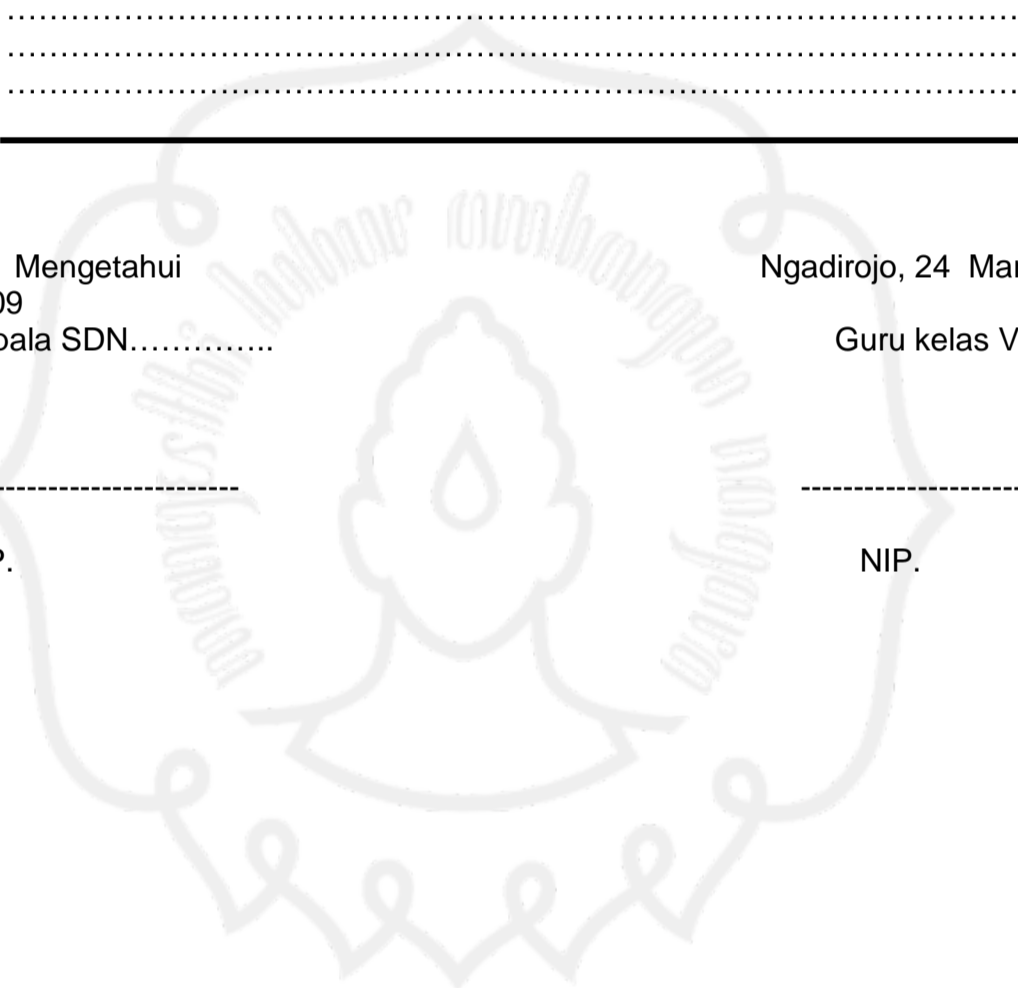 ……………………………………………………………………………………
……………………………………………………………………………………
……………………………………………………………………………………
Mengetahui Ngadirojo, 24 Mar
09
pala SDN………….. Guru kelas V
----------------------- ---------------------
P. NIP.